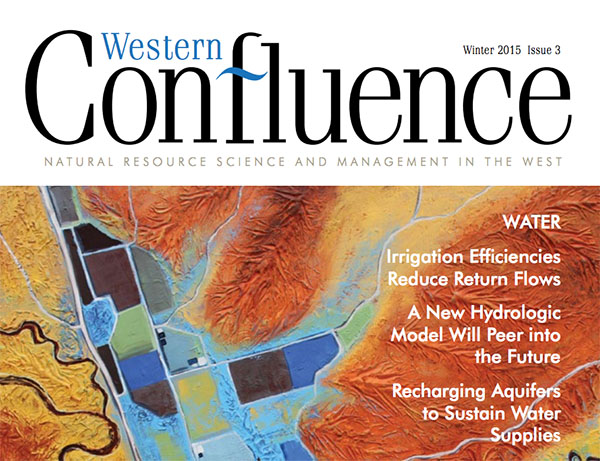 Western
Winter 2015 Issue 3
Confluence
NATURAL RESOURCE SCIENCE AND MANAGEMENT IN THE WEST
WATER
Irrigation Efficiencies
Reduce Return Flows
A New Hydrologic
Model Will Peer into
the Future
Recharging Aquifers
to Sustain Water
Supplies